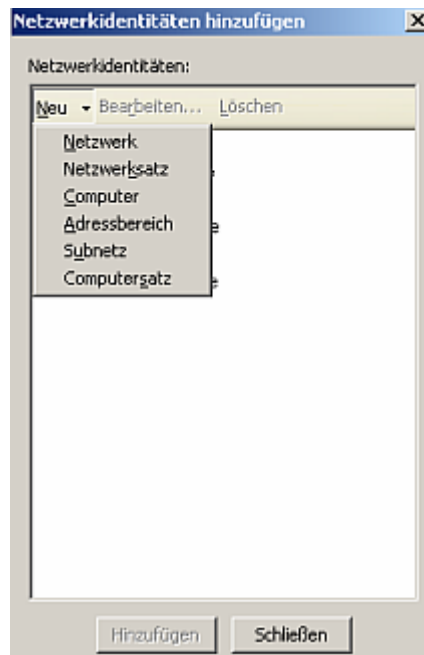 Netzwerkidentitäten hinzufügen
Netzwerkidentitäten:
Neu Bearbeiten... Löschen
Netzwerk
Netzwerksatz
Computer
Adressbereich
Subnetz
Computersatz
Hinzufügen Schließen